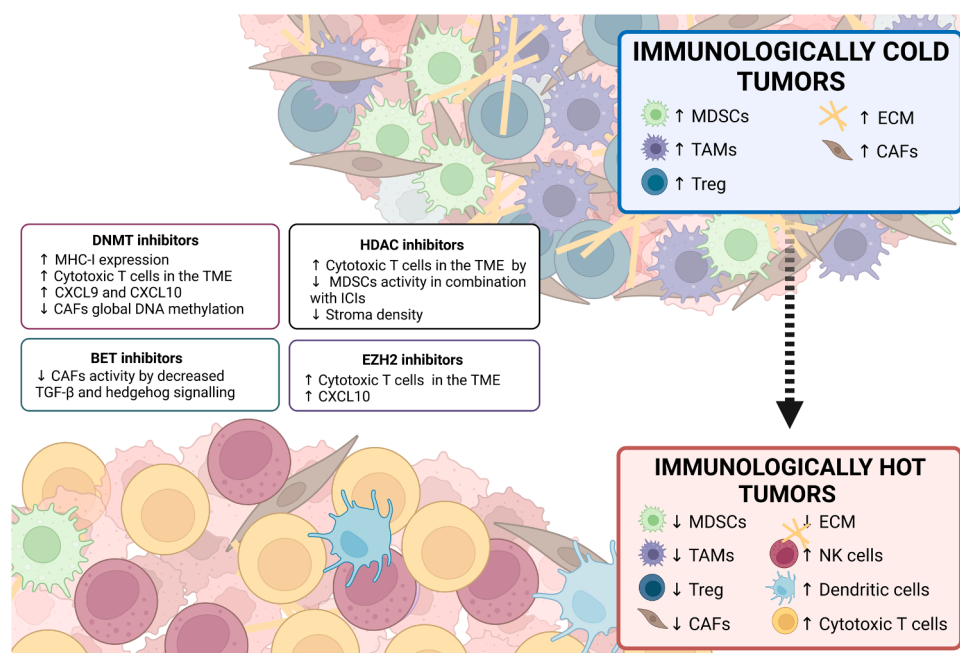 IMMUNOLOGICALLY COLD
TUMORS
↑ MDSCs
↑ ECM
↑ TAMs
↑ CAFs
↑ Treg
DNMT inhibitors
↑ MHC-I expression
↑ Cytotoxic T cells in the TME
↑ CXCL9 and CXCL10
↓ CAFs global DNA methylation
HDAC inhibitors
↑ Cytotoxic T cells in the TME by
↓ MDSCs activity in combination
with ICIs
↓ Stroma density
BET inhibitors
↓ CAFs activity by decreased
TGF-β and hedgehog signalling
EZH2 inhibitors
↑ Cytotoxic T cells in the TME
↑ CXCL10
IMMUNOLOGICALLY HOT
TUMORS
↓ MDSCs
↓ ECM
↓ TAMs
↑ NK cells
↓ Treg
↑ Dendritic cells
↓ CAFs
↑ Cytotoxic T cells